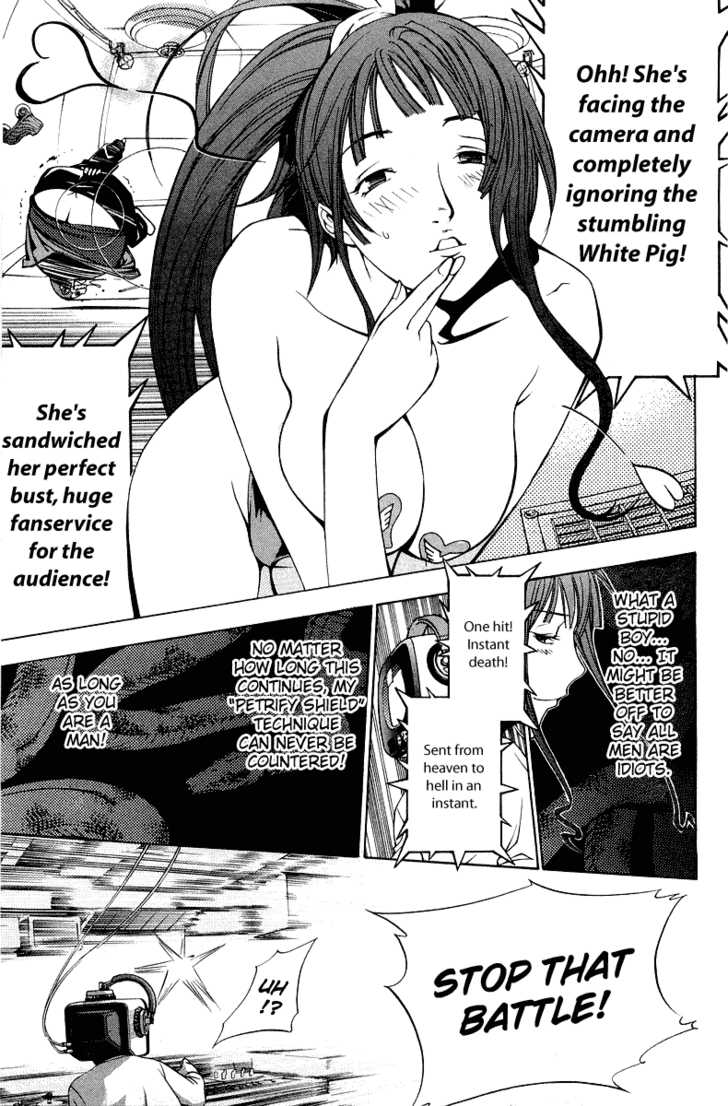 Ohh! She's
facing the
camera and
completely
ignoring the
stumbling
White Pig!
She's
sandwiched
her perfect
bust, huge
fanservice
for the
audience!
WHAT A
STUPID
BOY...
NO... IT
MIGHT BE
BETTER
OFF TO
SAY ALL
MEN ARE
IDIOTS.
One hit!
Instant
death!
Sent from
heaven to
hell in an
instant.
NO MATTER
HOW LONG THIS
CONTINUES, MY
"PETRIFY SHIELD"
TECHNIQUE
CAN NEVER BE
COUNTERED!
AS LONG
AS YOU
ARE A
MAN!
STOP THAT
BATTLE!
UH
!?